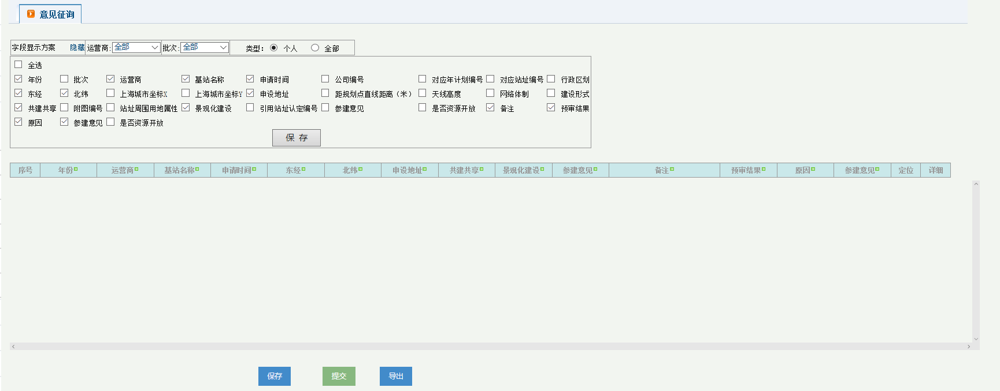 意见征询
字段显示方案 隐藏 运营商: 全部 批次: 全部 类型： 个人 全部
全选
年份 批次 运营商 基站名称 申请时间 公司编号 对应年计划编号 对应站址编号 行政区划
东经 北纬 上海城市坐标X 上海城市坐标Y 申设地址 距规划点直线距离（米） 天线高度 网络体制 建设形式
共建共享 附图编号 站址周围用地属性 景观化建设 引用站址认定编号 参建意见 是否资源开放 备注 预审结果
原因 参建意见 是否资源开放
保 存
序号 年份 运营商 基站名称 申请时间 东经 北纬 申设地址 共建共享 景观化建设 参建意见 备注 预审结果 原因 参建意见 定位 详细
保存 提交 导出